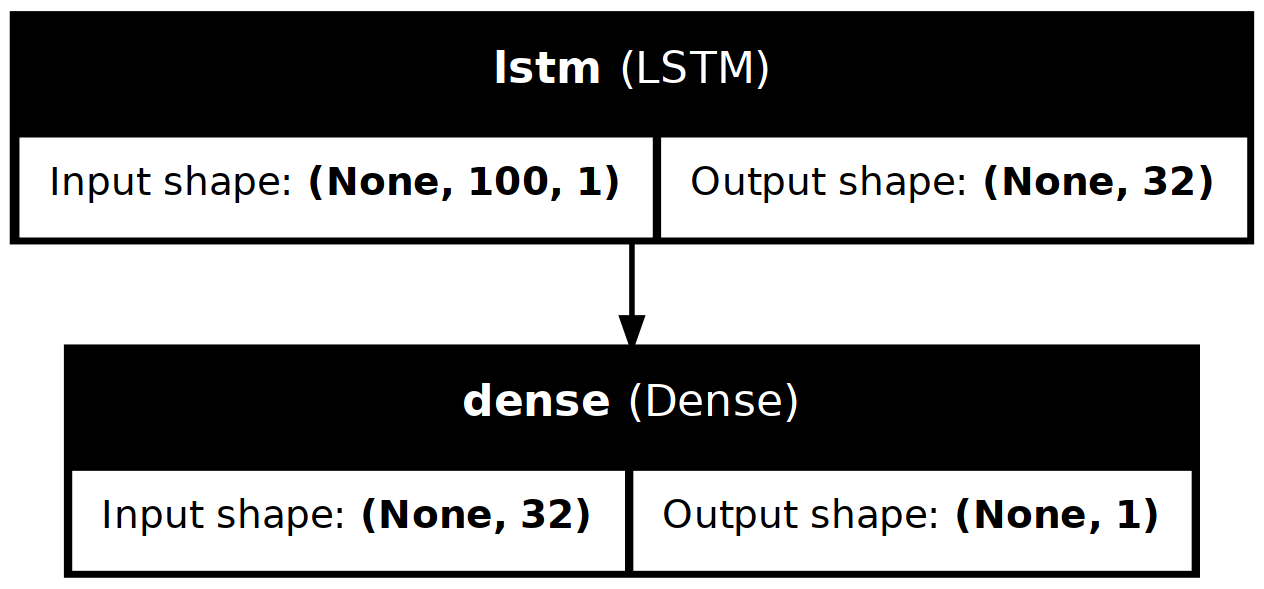 lstm (LSTM)
Input shape: (None, 100, 1) Output shape: (None, 32)
dense (Dense)
Input shape: (None, 32) Output shape: (None, 1)